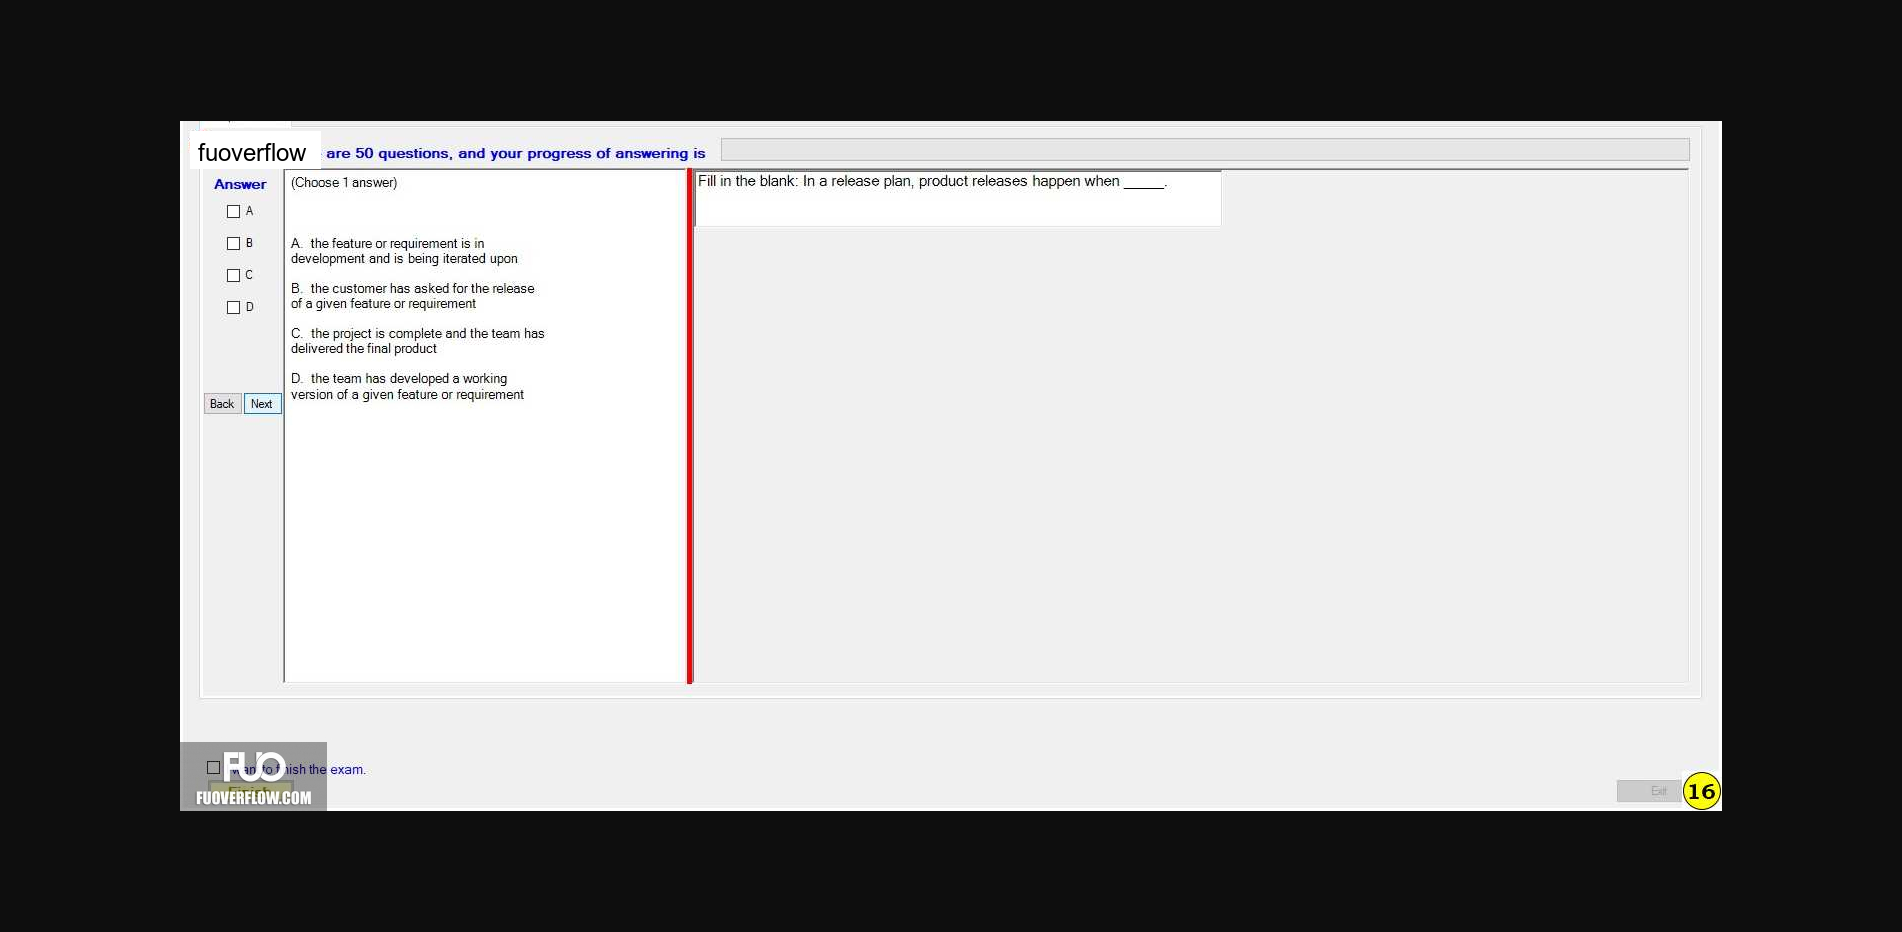 fuoverflow are 50 questions, and your progress of answering is
Answer
A
B
C
D
Back Next
(Choose 1 answer)
A. the feature or requirement is in
development and is being iterated upon
B. the customer has asked for the release
of a given feature or requirement
C. the project is complete and the team has
delivered the final product
D. the team has developed a working
version of a given feature or requirement
Fill in the blank: In a release plan, product releases happen when _____.
FUO
want to finish the exam.
Finish
FUOVERFLOW.COM
Exit
16